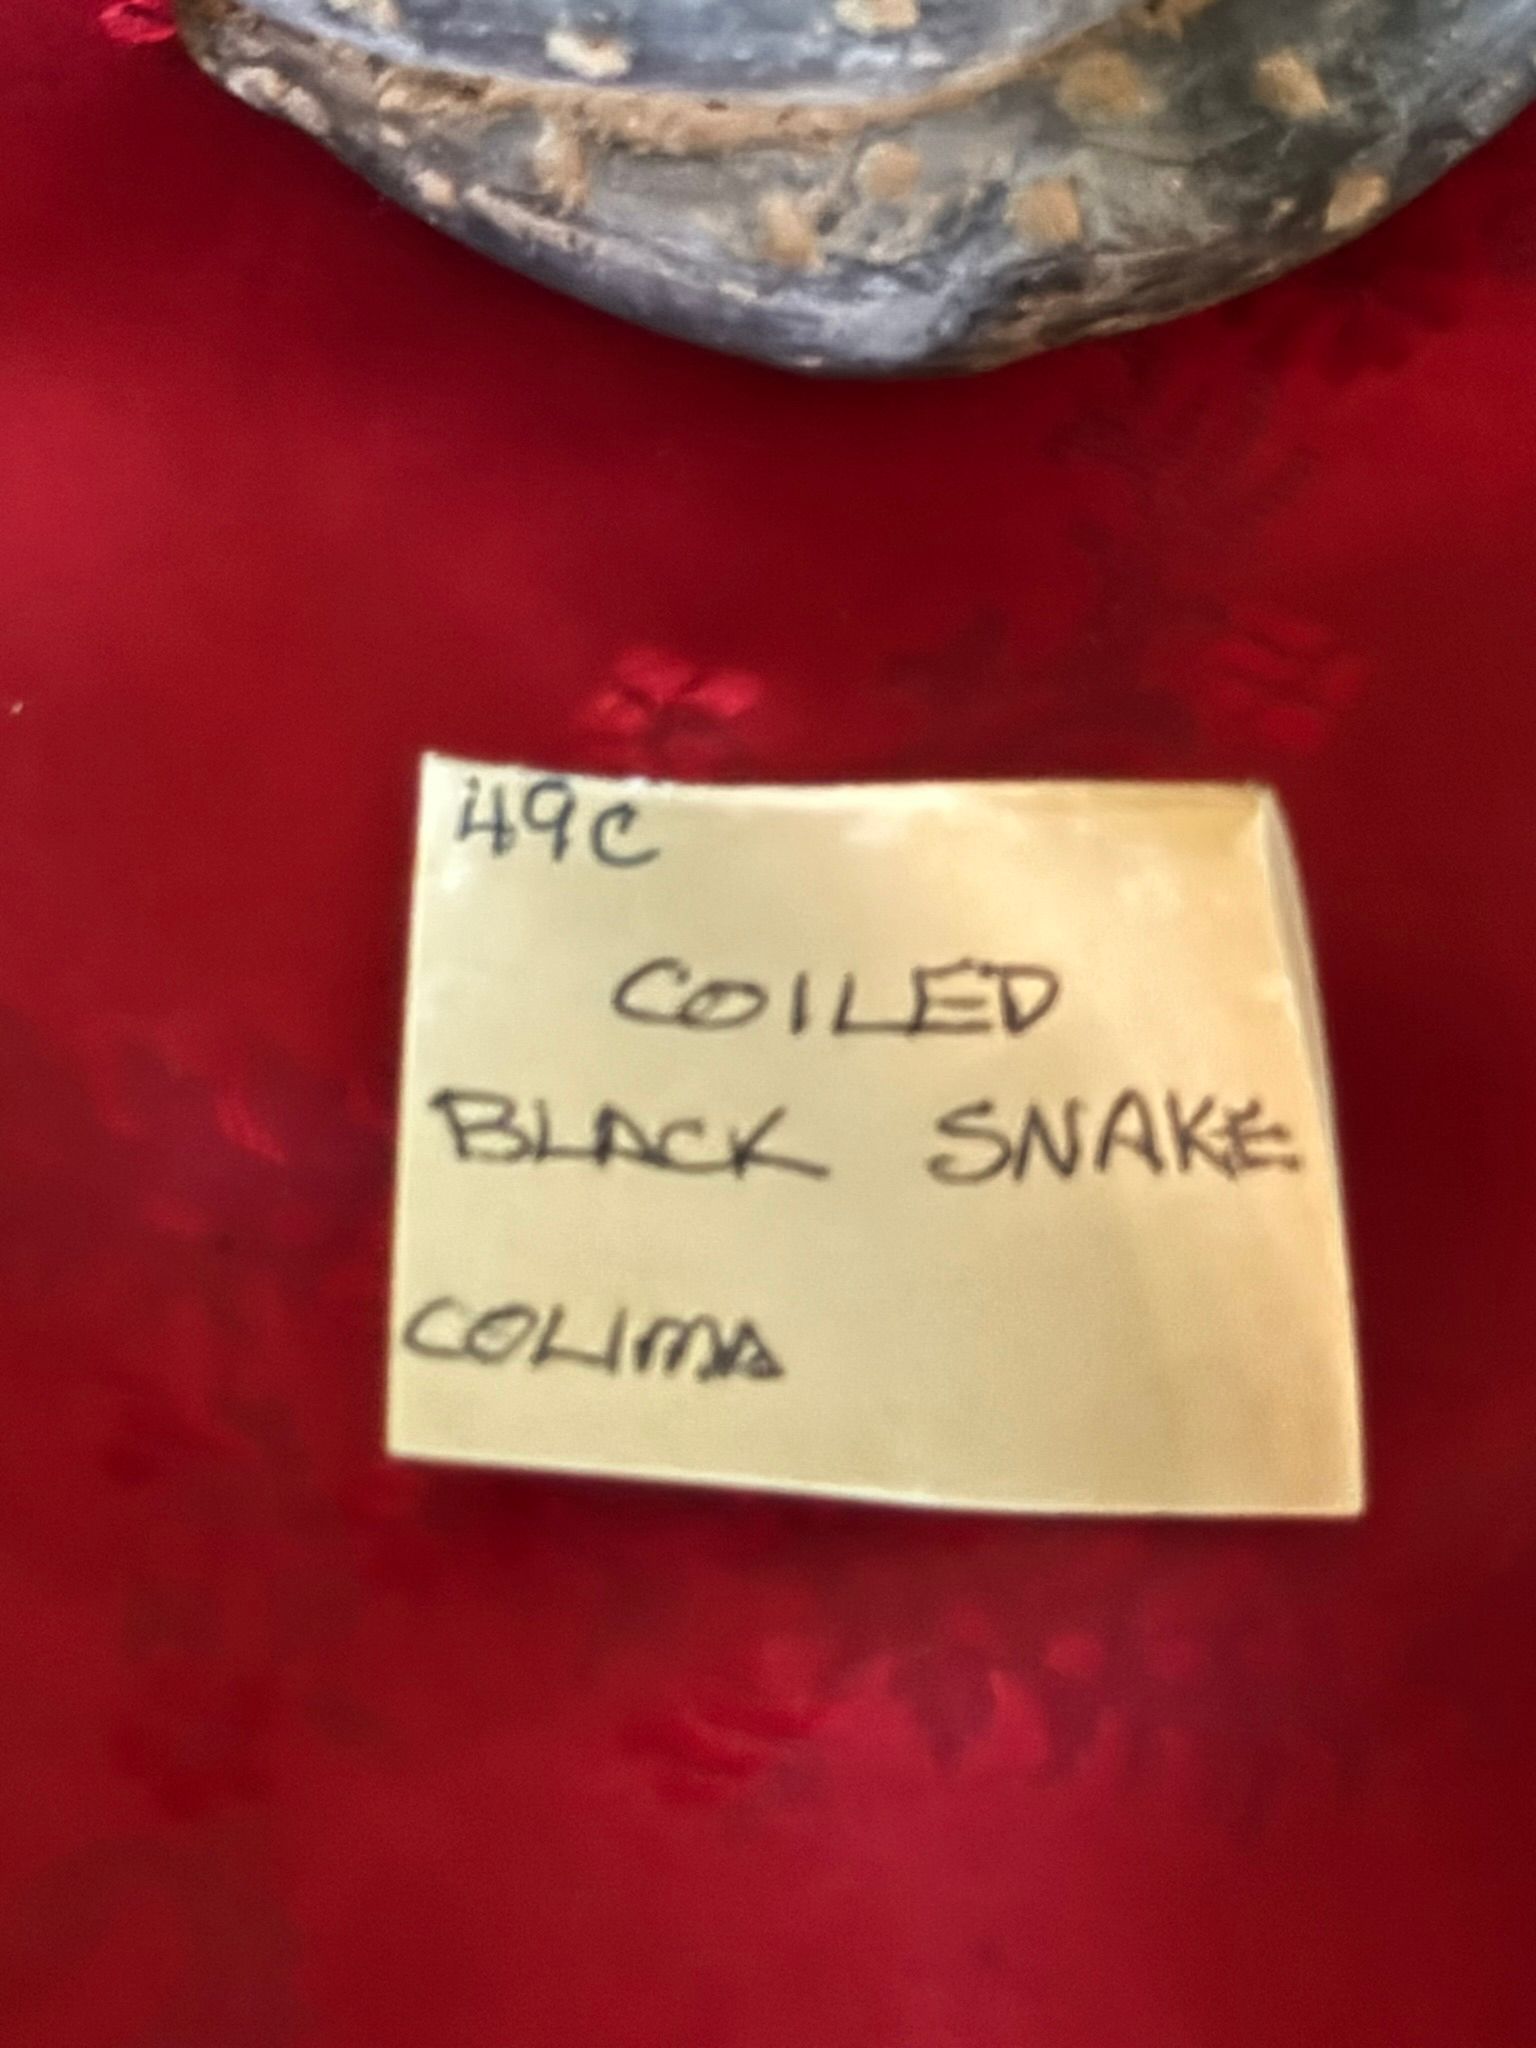 49C
COILED
BLACK SNAKE
COLIMA